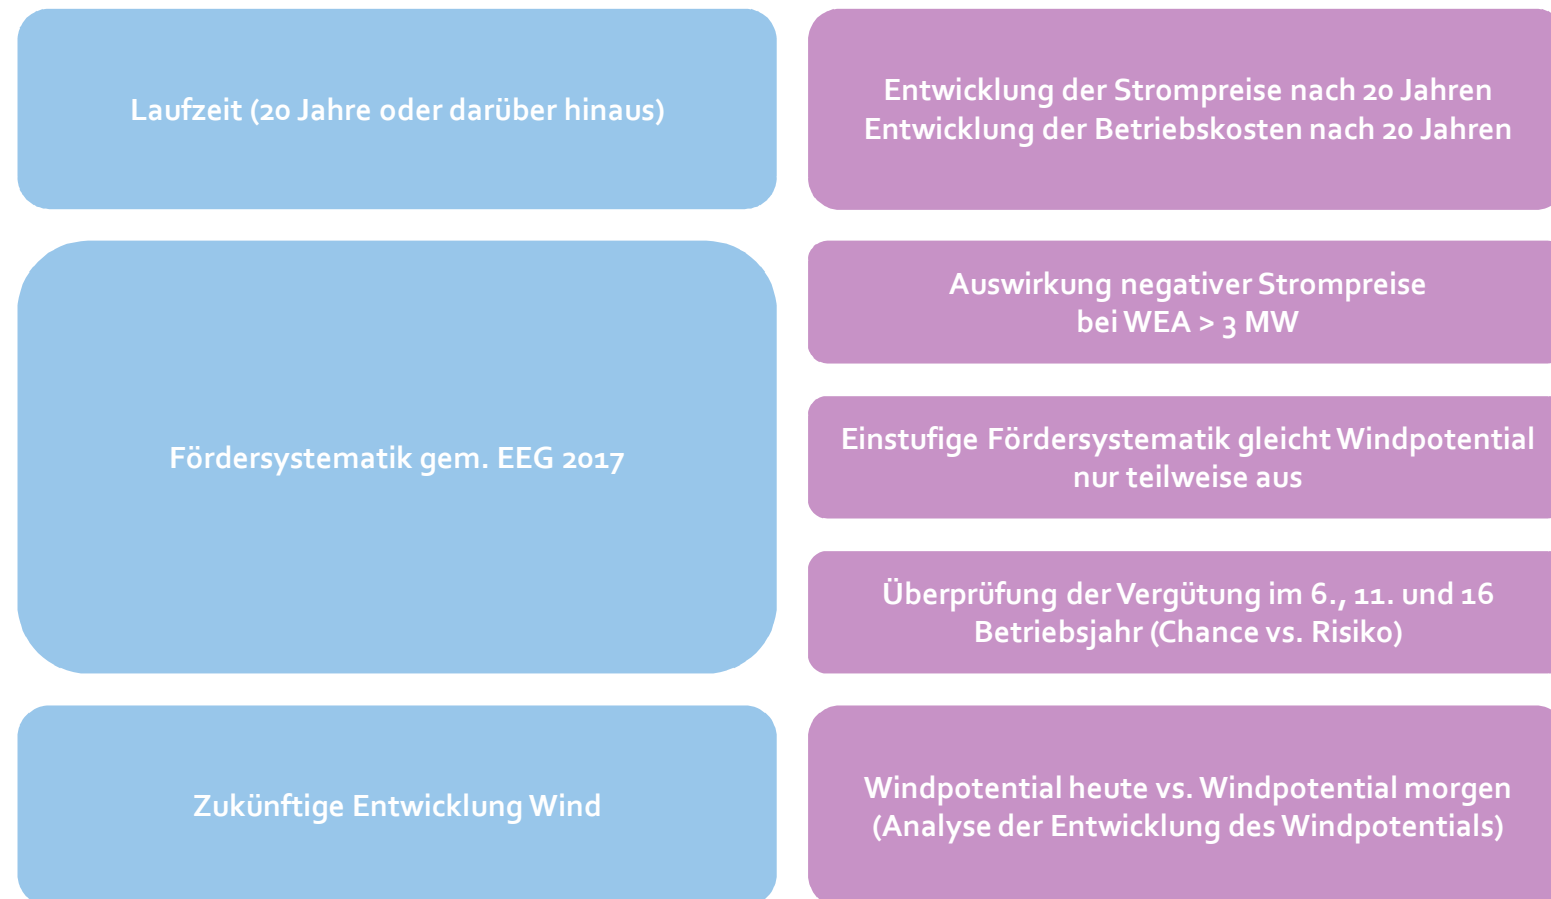 Laufzeit (20 Jahre oder darüber hinaus)
Entwicklung der Strompreise nach 20 Jahren
Entwicklung der Betriebskosten nach 20 Jahren
Fördersystematik gem. EEG 2017
Auswirkung negativer Strompreise
bei WEA > 3 MW
Einstufige Fördersystematik gleicht Windpotential
nur teilweise aus
Überprüfung der Vergütung im 6., 11. und 16
Betriebsjahr (Chance vs. Risiko)
Zukünftige Entwicklung Wind
Windpotential heute vs. Windpotential morgen
(Analyse der Entwicklung des Windpotentials)